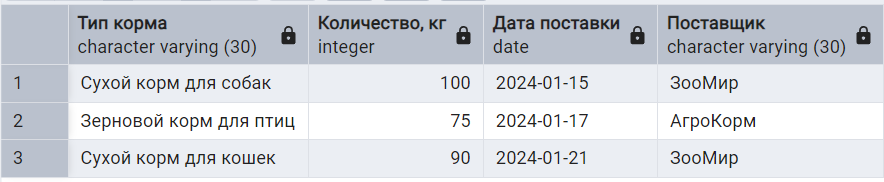 Тип корма Количество, кг Дата поставки Поставщик
character varying (30) integer date character varying (30)
1 Сухой корм для собак 100 2024-01-15 ЗооМир
2 Зерновой корм для птиц 75 2024-01-17 АгроКорм
3 Сухой корм для кошек 90 2024-01-21 ЗооМир